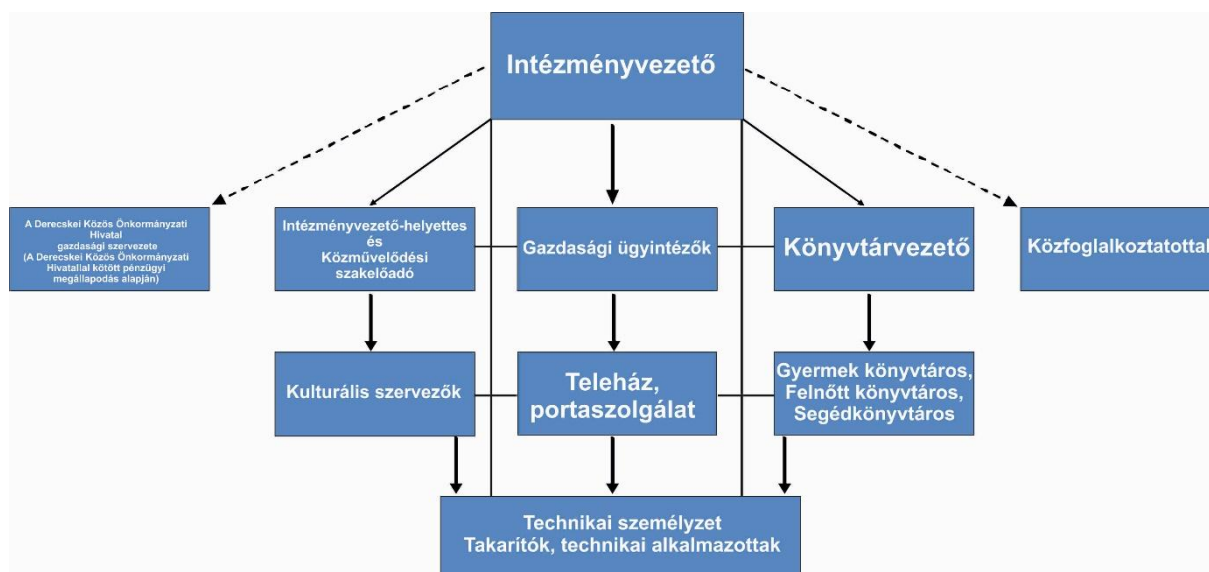 Intézményvezető
A Derecskei Közös Önkormányzati
Hivatal
gazdasági szervezete
(A Derecskei Közös Önkormányzati
Hivatallal kötött pénzügyi
megállapodás alapján)
Intézményvezető-helyettes
és
Közművelődési
szakelőadó
Gazdasági ügyintézők
Könyvtárvezető
Közfoglalkoztatottal
Kulturális szervezők
Teleház,
portaszolgálat
Gyermek könyvtáros,
Felnőtt könyvtáros,
Segédkönyvtáros
Technikai személyzet
Takarítók, technikai alkalmazottak